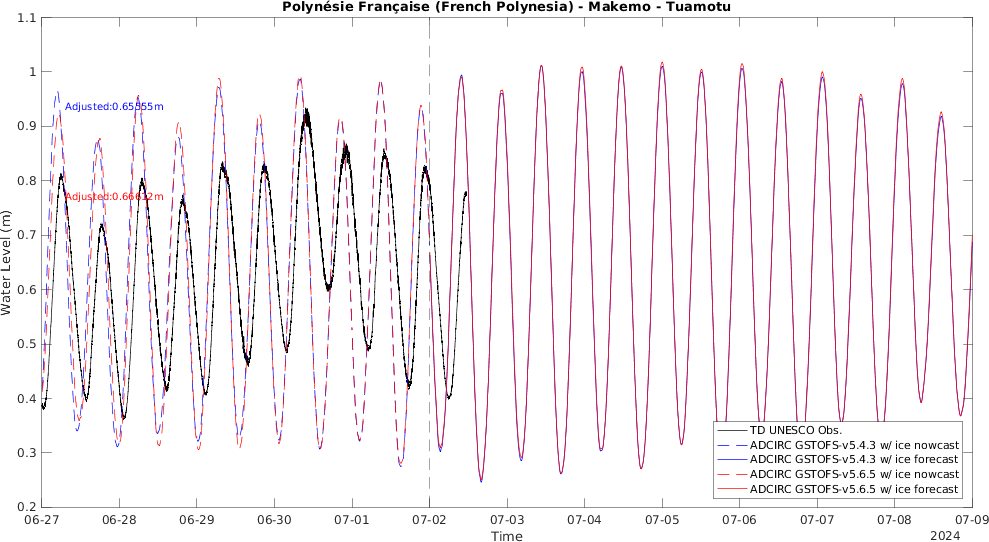 Polynésie Française (French Polynesia) - Makemo - Tuamotu
1.1
1
0.9
0.8
0.7
0.6
0.5
0.4
0.3
0.2
Water Level (m)
Adjusted:0.65555m
Adjusted:0.66612m
TD UNESCO Obs.
ADCIRC GSTOFS-v5.4.3 w/ ice nowcast
ADCIRC GSTOFS-v5.4.3 w/ ice forecast
ADCIRC GSTOFS-v5.6.5 w/ ice nowcast
ADCIRC GSTOFS-v5.6.5 w/ ice forecast
06-27 06-28 06-29 06-30 07-01 07-02 07-03 07-04 07-05 07-06 07-07 07-08 07-09
Time
2024